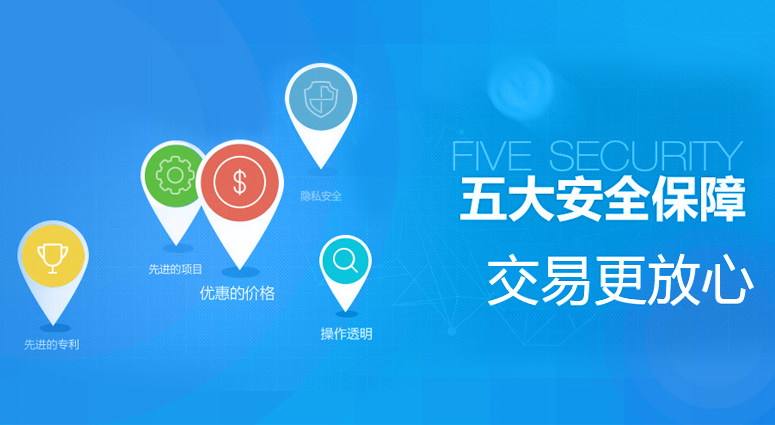 隐私安全
先进的项目
优惠的价格
操作透明
先进的专利
FIVE SECURITY
五大安全保障
交易更放心